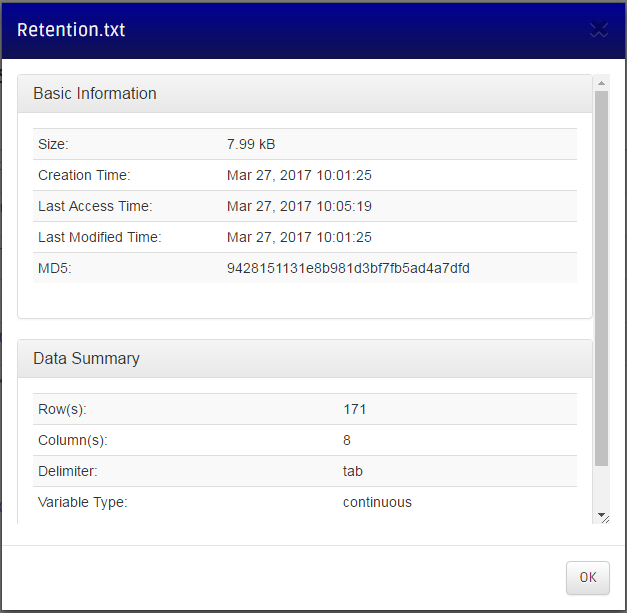 Retention.txt
Basic Information
Size: 7.99 kB
Creation Time: Mar 27, 2017 10:01:25
Last Access Time: Mar 27, 2017 10:05:19
Last Modified Time: Mar 27, 2017 10:01:25
MD5: 9428151131e8b981d3bf7fb5ad4a7dfd
Data Summary
Row(s): 171
Column(s): 8
Delimiter: tab
Variable Type: continuous
OK